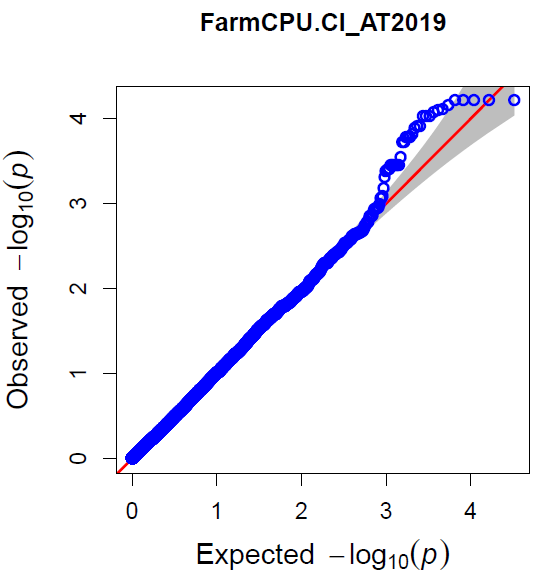 FarmCPU.CI_AT2019
Observed −log₁₀(p)
4
3
2
1
0
0 1 2 3 4
Expected −log₁₀(p)